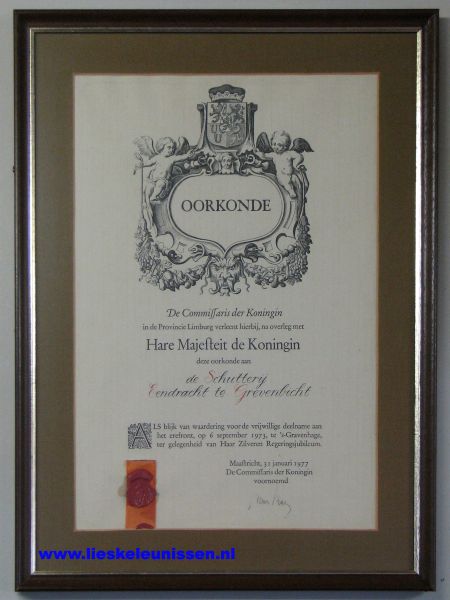 OORKONDE
De Commissaris der Koningin
in de Provincie Limburg verleent hierbij, na overleg met
Hare Majesteit de Koningin
deze oorkonde aan
de Schutterij
Eendracht te Grevenbicht
ALS blijk van waardering voor de vrijwillige deelname aan
het erefront, op 6 september 1973, te 's-Gravenhage,
ter gelegenheid van Haar Zilveren Regeringsjubileum.
Maastricht, 31 januari 1977
De Commissaris der Koningin
voornoemd
www.lieskeleunissen.nl